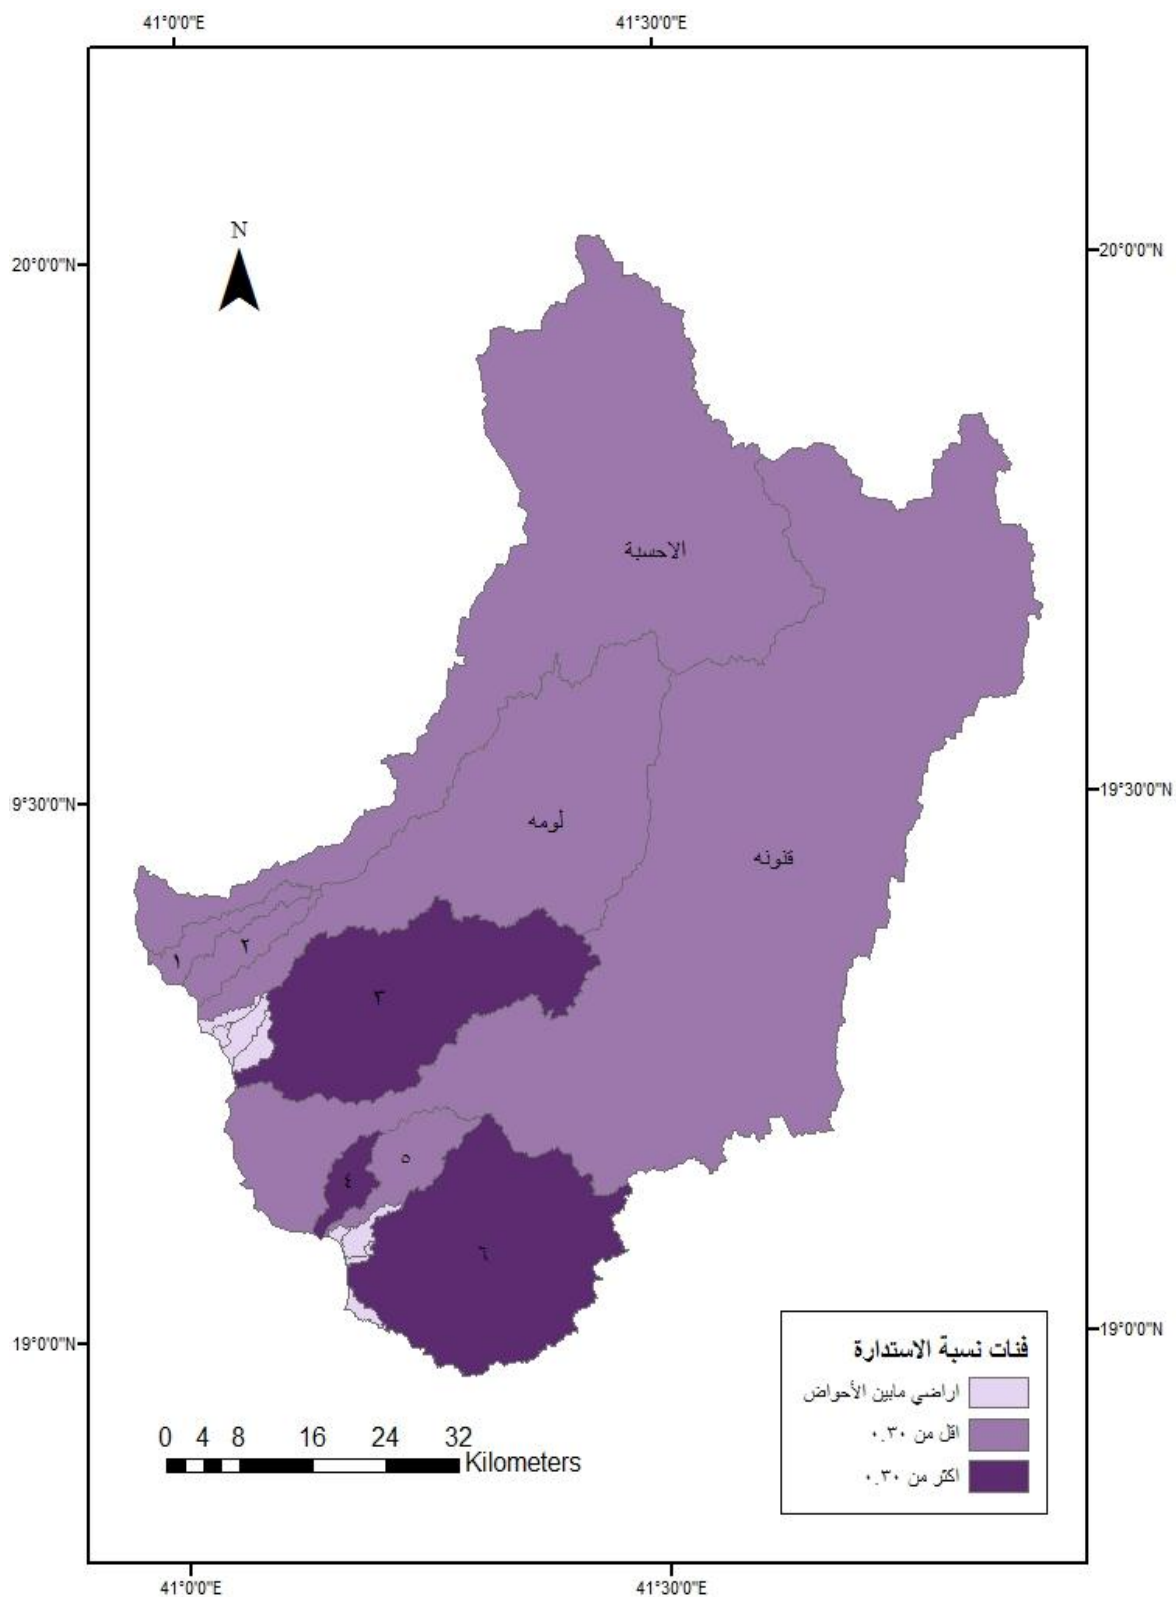 41°0'0"E 41°30'0"E
N
20°0'0"N 20°0'0"N
الاحسبة
9°30'0"N 19°30'0"N
لومه
قنونه
٢
١
٣
٥
٤
٦
19°0'0"N 19°0'0"N
فئات نسبة الاستدارة
اراضي مابين الأحواض
اقل من ٠.٣٠
اكثر من ٠.٣٠
0 4 8 16 24 32
Kilometers
41°0'0"E 41°30'0"E